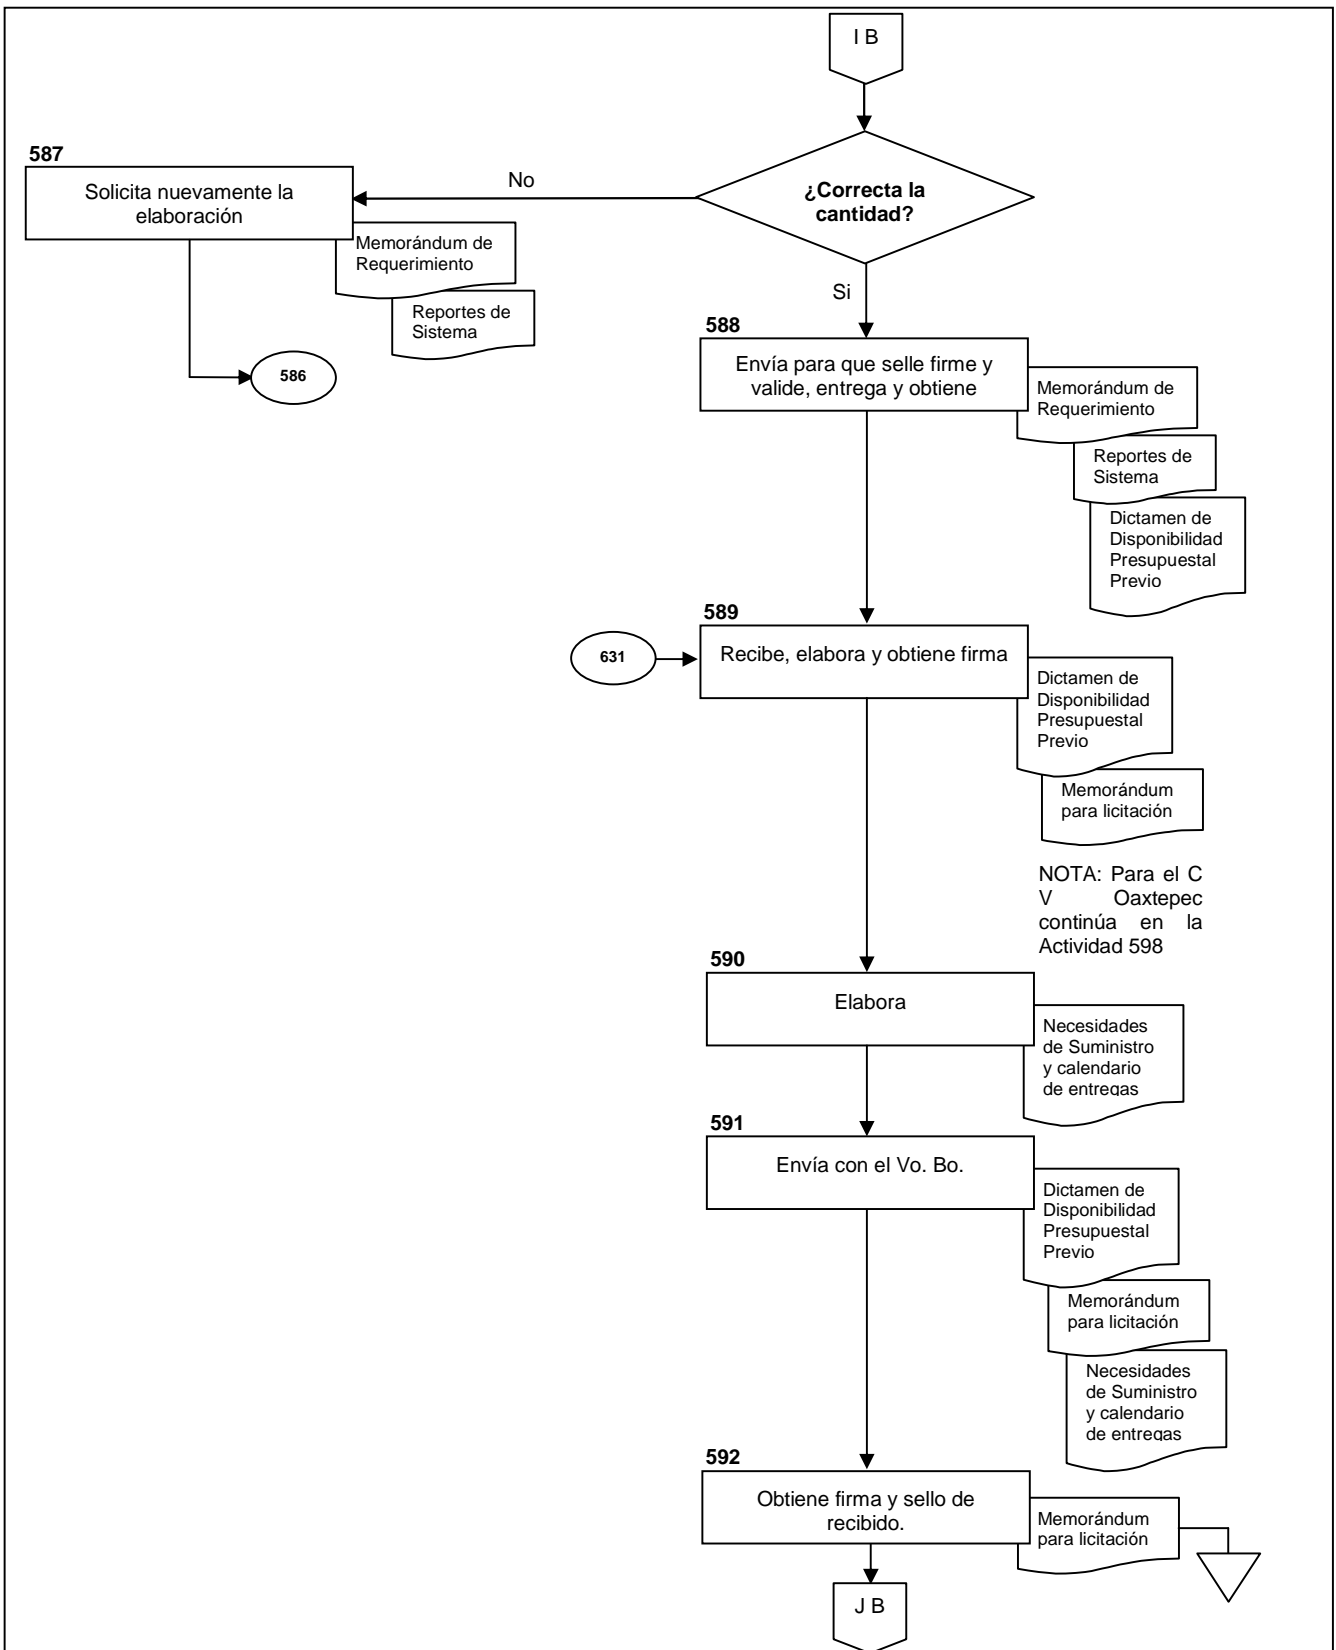 I B
¿Correcta la
cantidad?
No
587
Solicita nuevamente la
elaboración
Memorándum de
Requerimiento
Reportes de
Sistema
586
Si
588
Envía para que selle firme y
valide, entrega y obtiene
Memorándum de
Requerimiento
Reportes de
Sistema
Dictamen de
Disponibilidad
Presupuestal
Previo
589
631
Recibe, elabora y obtiene firma
Dictamen de
Disponibilidad
Presupuestal
Previo
Memorándum
para licitación
NOTA: Para el C
V Oaxtepec
continúa en la
Actividad 598
590
Elabora
Necesidades
de Suministro
y calendario
de entregas
591
Envía con el Vo. Bo.
Dictamen de
Disponibilidad
Presupuestal
Previo
Memorándum
para licitación
Necesidades
de Suministro
y calendario
de entregas
592
Obtiene firma y sello de
recibido.
Memorándum
para licitación
J B